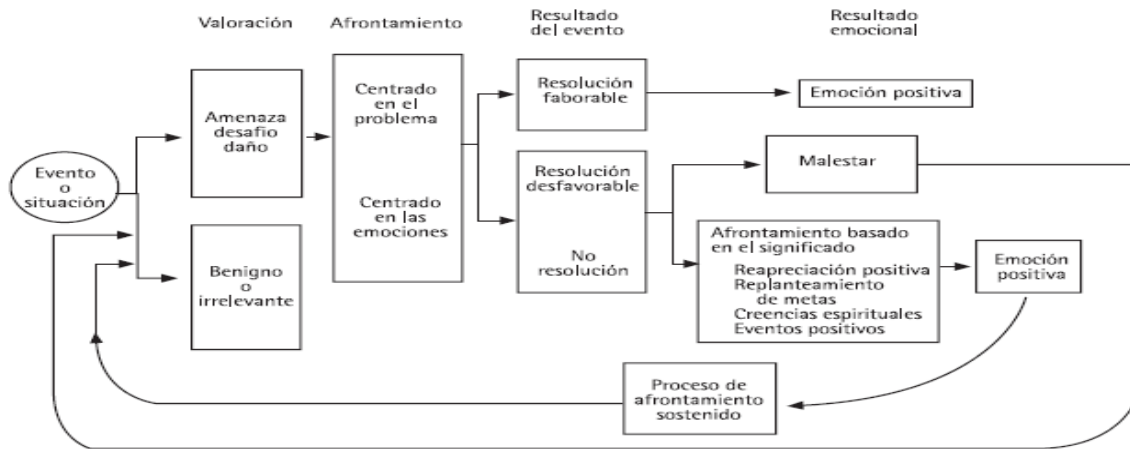 Valoración
Afrontamiento
Resultado
del evento
Resultado
emocional
Evento
o
situación
Amenaza
desafio
daño
Benigno
o
irrelevante
Centrado
en el
problema
Centrado
en las
emociones
Resolución
faborable
Resolución
desfavorable
No
resolución
Emoción positiva
Malestar
Afrontamiento basado
en el significado
Reapreciación positiva
Replanteamiento
de metas
Creencias espirituales
Eventos positivos
Emoción
positiva
Proceso de
afrontamiento
sostenido